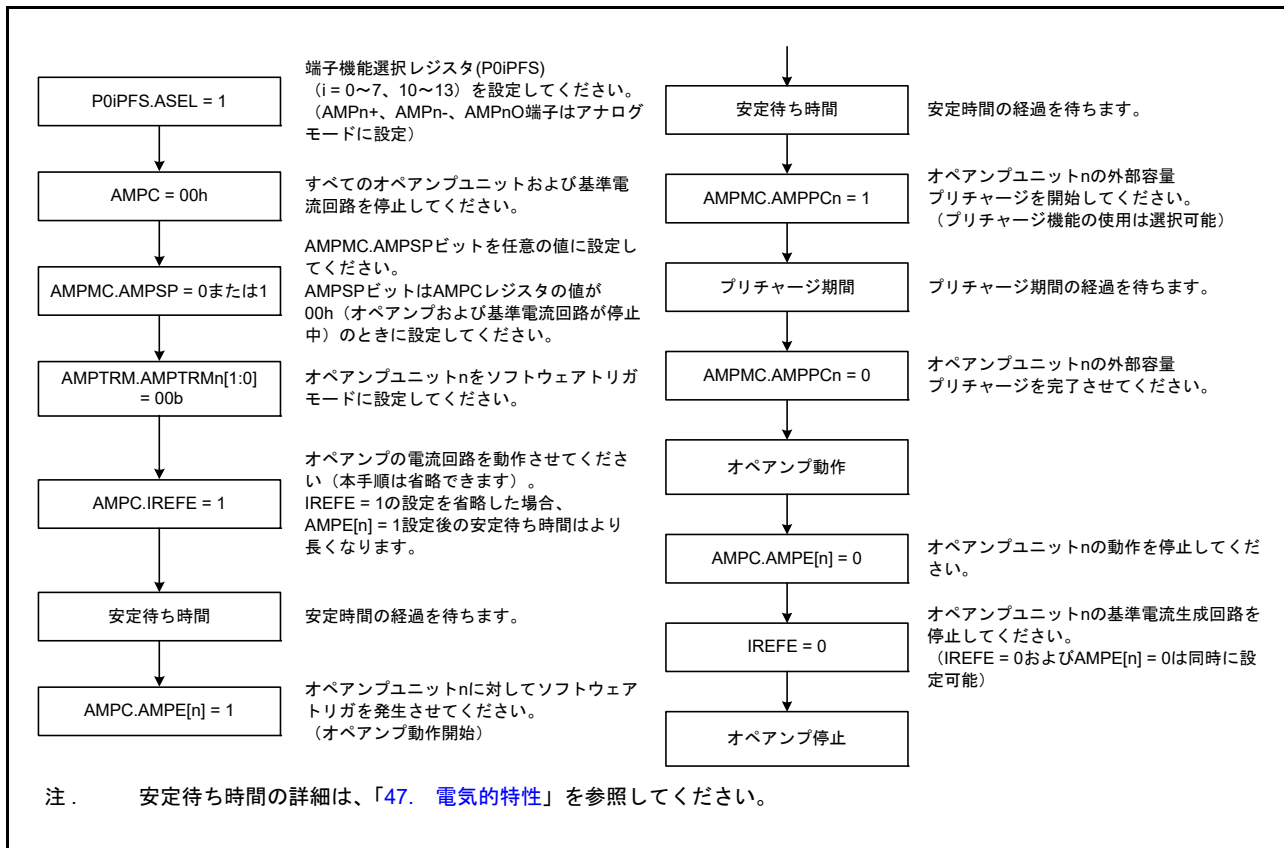 P0iPFS.ASEL = 1
端子機能選択レジスタ(P0iPFS)
（i = 0～7、10～13）を設定してください。
（AMPn+、AMPn-、AMPnO端子はアナログ
モードに設定）
AMPC = 00h
すべてのオペアンプユニットおよび基準電
流回路を停止してください。
AMPMC.AMPSP = 0または1
AMPMC.AMPSPビットを任意の値に設定し
てください。
AMPSPビットはAMPCレジスタの値が
00h（オペアンプおよび基準電流回路が停止
中）のときに設定してください。
AMPTRM.AMPTRMn[1:0]
= 00b
オペアンプユニットnをソフトウェアトリガ
モードに設定してください。
AMPC.IREFE = 1
オペアンプの電流回路を動作させてくださ
い（本手順は省略できます）。
IREFE = 1の設定を省略した場合、
AMPE[n] = 1設定後の安定待ち時間はより
長くなります。
安定待ち時間
安定時間の経過を待ちます。
AMPC.AMPE[n] = 1
オペアンプユニットnに対してソフトウェア
トリガを発生させてください。
（オペアンプ動作開始）
安定待ち時間
安定時間の経過を待ちます。
AMPMC.AMPPCn = 1
オペアンプユニットnの外部容量
プリチャージを開始してください。
（プリチャージ機能の使用は選択可能）
プリチャージ期間
プリチャージ期間の経過を待ちます。
AMPMC.AMPPCn = 0
オペアンプユニットnの外部容量
プリチャージを完了させてください。
オペアンプ動作
AMPC.AMPE[n] = 0
オペアンプユニットnの動作を停止してくだ
さい。
IREFE = 0
オペアンプユニットnの基準電流生成回路を
停止してください。
（IREFE = 0およびAMPE[n] = 0は同時に設
定可能）
オペアンプ停止
注 . 安定待ち時間の詳細は、「47. 電気的特性」を参照してください。